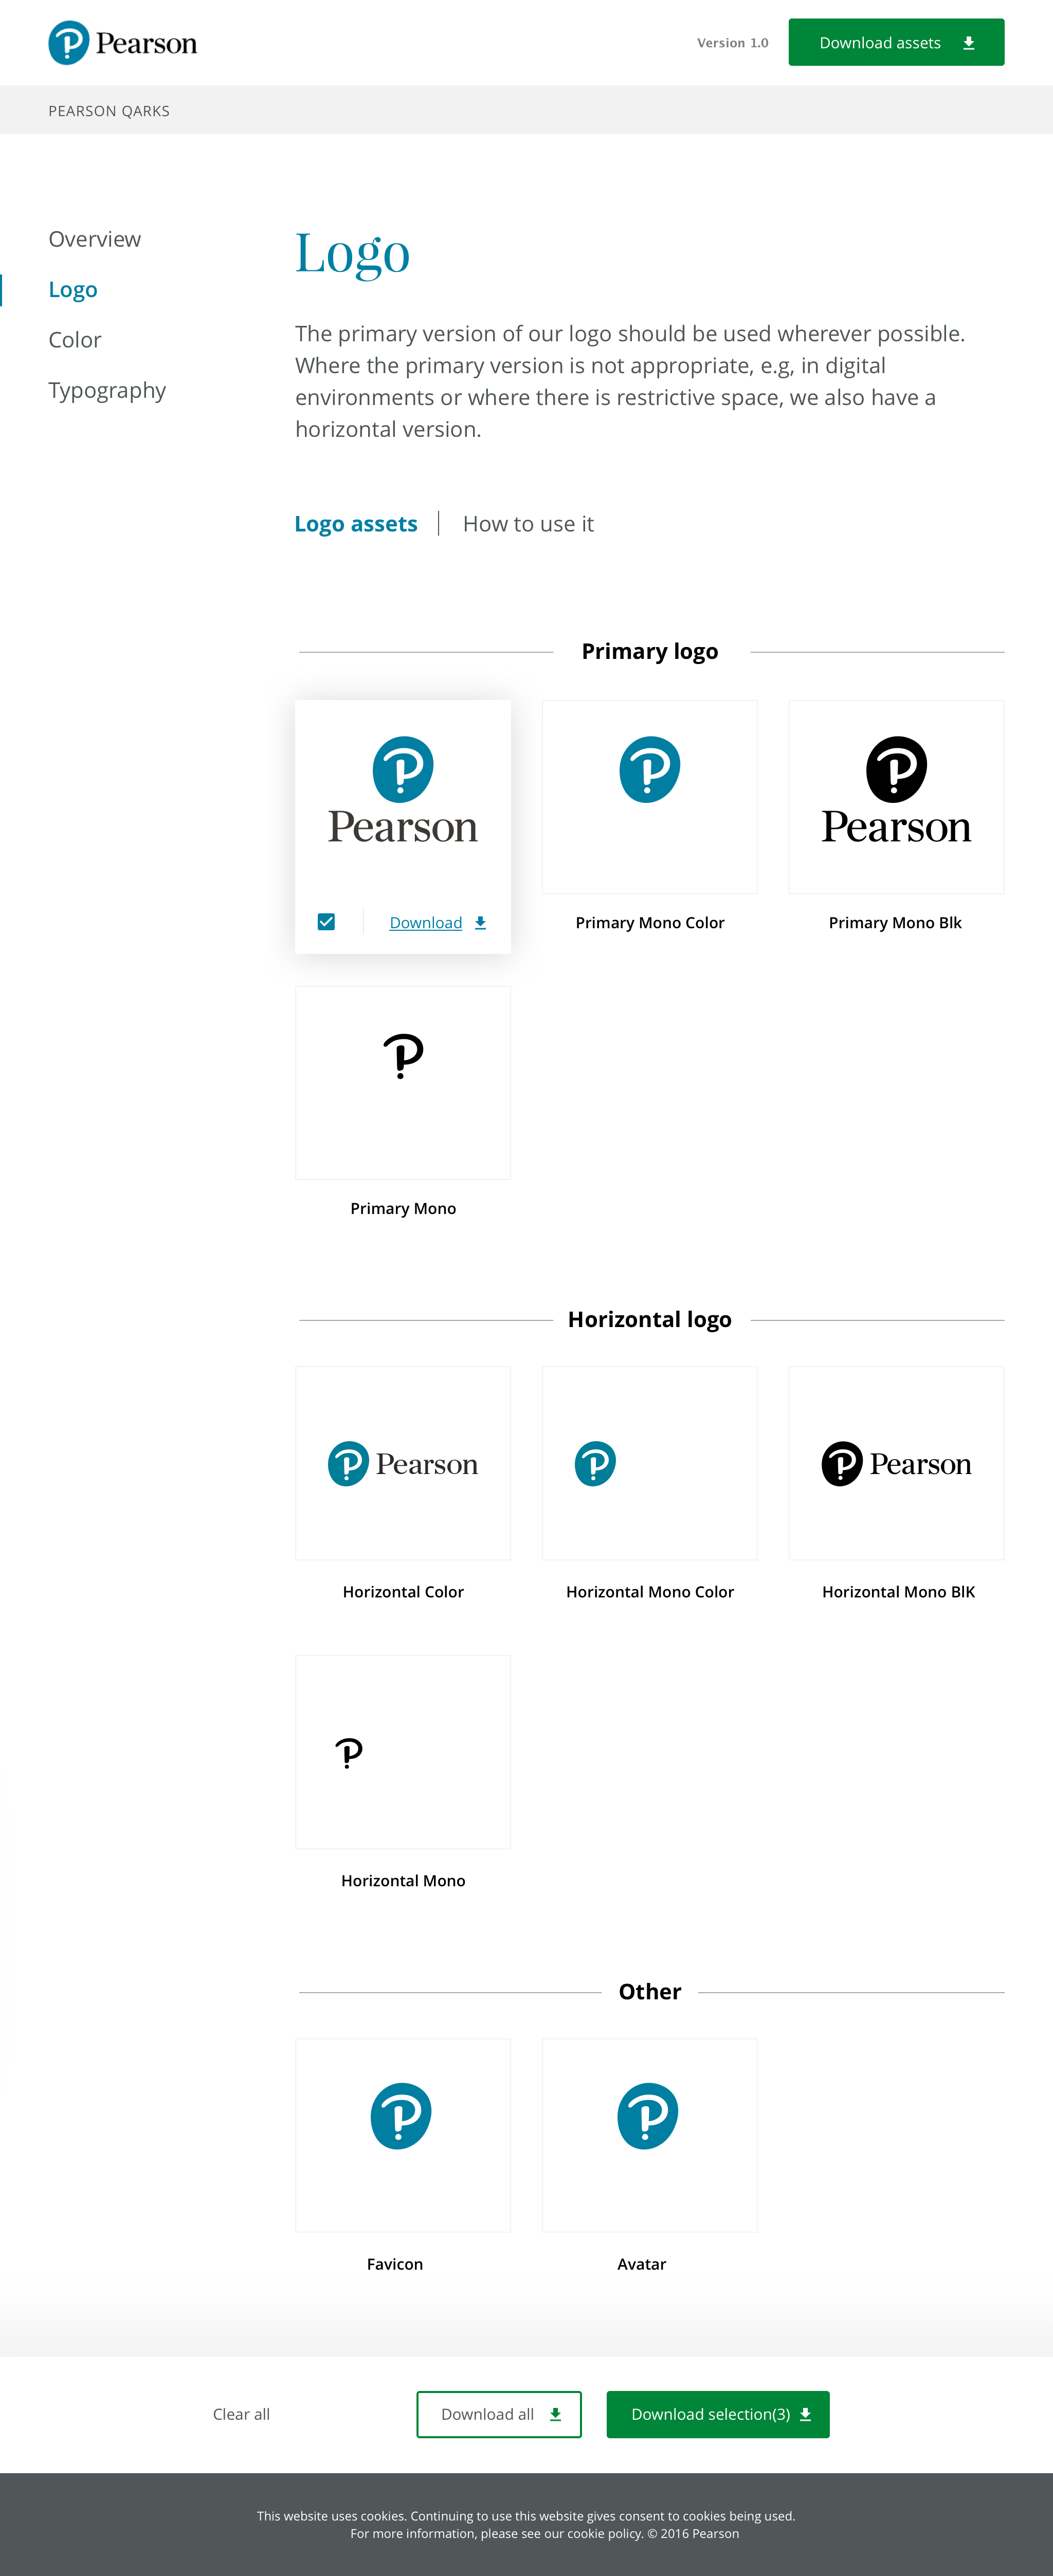 Pearson
Version 1.0
Download assets
PEARSON QARKS
Overview
Logo
Color
Typography
Logo
The primary version of our logo should be used wherever possible.
Where the primary version is not appropriate, e.g, in digital
environments or where there is restrictive space, we also have a
horizontal version.
Logo assets
How to use it
Primary logo
Pearson
Pearson
Download
Primary Mono Color
Primary Mono Blk
Primary Mono
Horizontal logo
Pearson
Pearson
Horizontal Color
Horizontal Mono Color
Horizontal Mono BlK
Horizontal Mono
Other
Favicon
Avatar
Clear all
Download all
Download selection(3)
This website uses cookies. Continuing to use this website gives consent to cookies being used.
For more information, please see our cookie policy. © 2016 Pearson